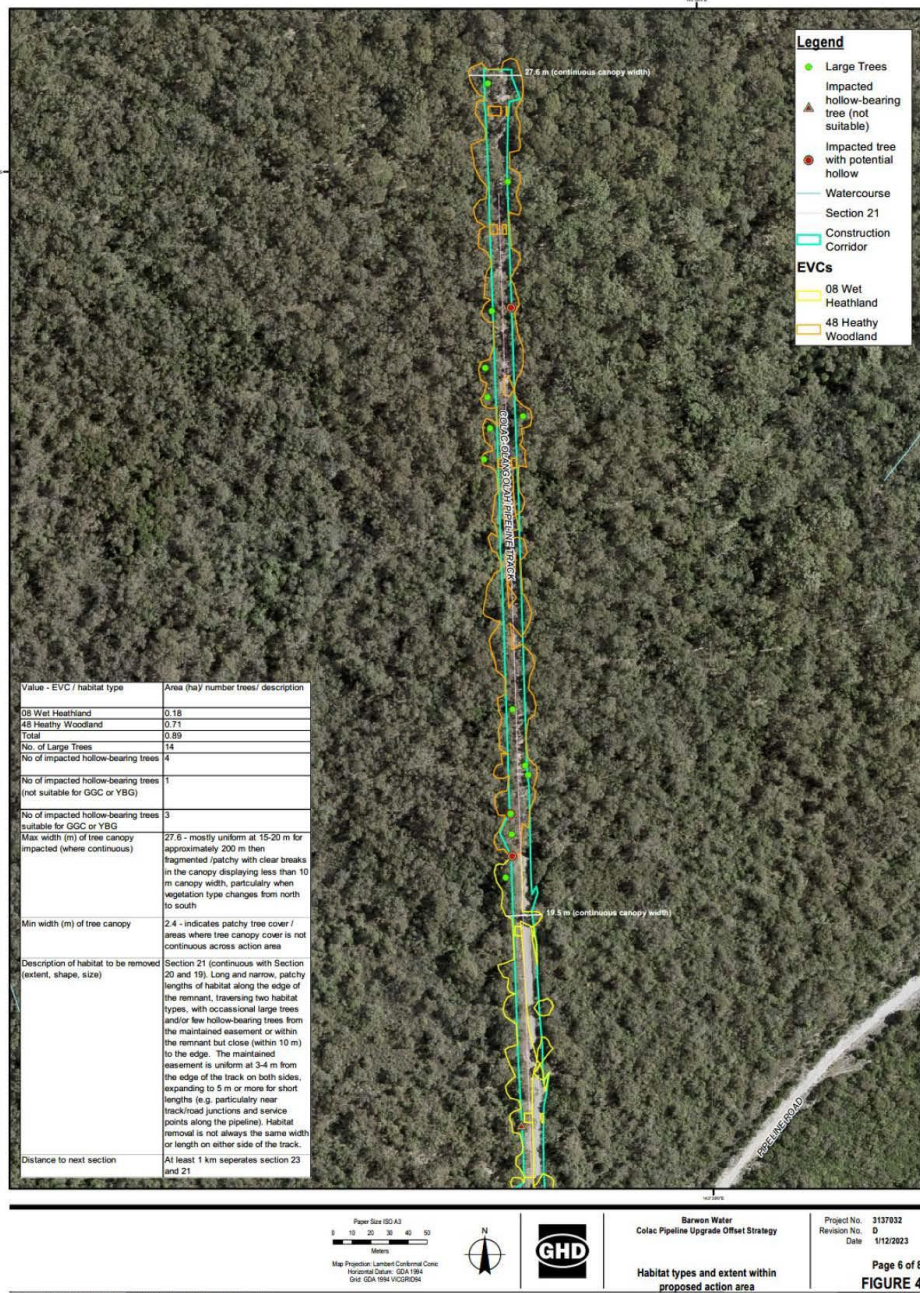 27.6 m (continuous canopy width)
Legend
Large Trees
Impacted
hollow-bearing
tree (not
suitable)
Impacted tree
with potential
hollow
Watercourse
Section 21
Construction
Corridor
EVCs
08 Wet
Heathland
48 Heathy
Woodland
COLAC-OLANGOLAH PIPELINE TRACK
Value - EVC / habitat type Area (ha)/ number trees/ description
08 Wet Heathland 0.18
48 Heathy Woodland 0.71
Total 0.89
No. of Large Trees 14
No of impacted hollow-bearing trees 4
No of impacted hollow-bearing trees 1
(not suitable for GGC or YBG)
No of impacted hollow-bearing trees 3
suitable for GGC or YBG
Max width (m) of tree canopy 27.6 - mostly uniform at 15-20 m for
impacted (where continuous) approximately 200 m then
fragmented /patchy with clear breaks
in the canopy displaying less than 10
m canopy width, particulalry when
vegetation type changes from north
to south
Min width (m) of tree canopy 2.4 - indicates patchy tree cover /
areas where tree canopy cover is not
continuous across action area
Description of habitat to be removed Section 21 (continuous with Section
(extent, shape, size) 20 and 19). Long and narrow, patchy
lengths of habitat along the edge of
the remnant, traversing two habitat
types, with occassional large trees
and/or few hollow-bearing trees from
the maintained easement or within
the remnant but close (within 10 m)
to the edge. The maintained
easement is uniform at 3-4 m from
the edge of the track on both sides,
expanding to 5 m or more for short
lengths (e.g. particulalry near
track/road junctions and service
points along the pipeline). Habitat
removal is not always the same width
or length on either side of the track.
Distance to next section At least 1 km seperates section 23
and 21
19.5 m (continuous canopy width)
PIPELINE ROAD
Paper Size ISO A3
0 10 20 30 40 50
Meters
Map Projection: Lambert Conformal Conic
Horizontal Datum: GDA 1994
Grid: GDA 1994 VICGRID94
N
GHD
Barwon Water
Colac Pipeline Upgrade Offset Strategy
Habitat types and extent within
proposed action area
Project No. 3137032
Revision No. D
Date 1/12/2023
Page 6 of 8
FIGURE 4